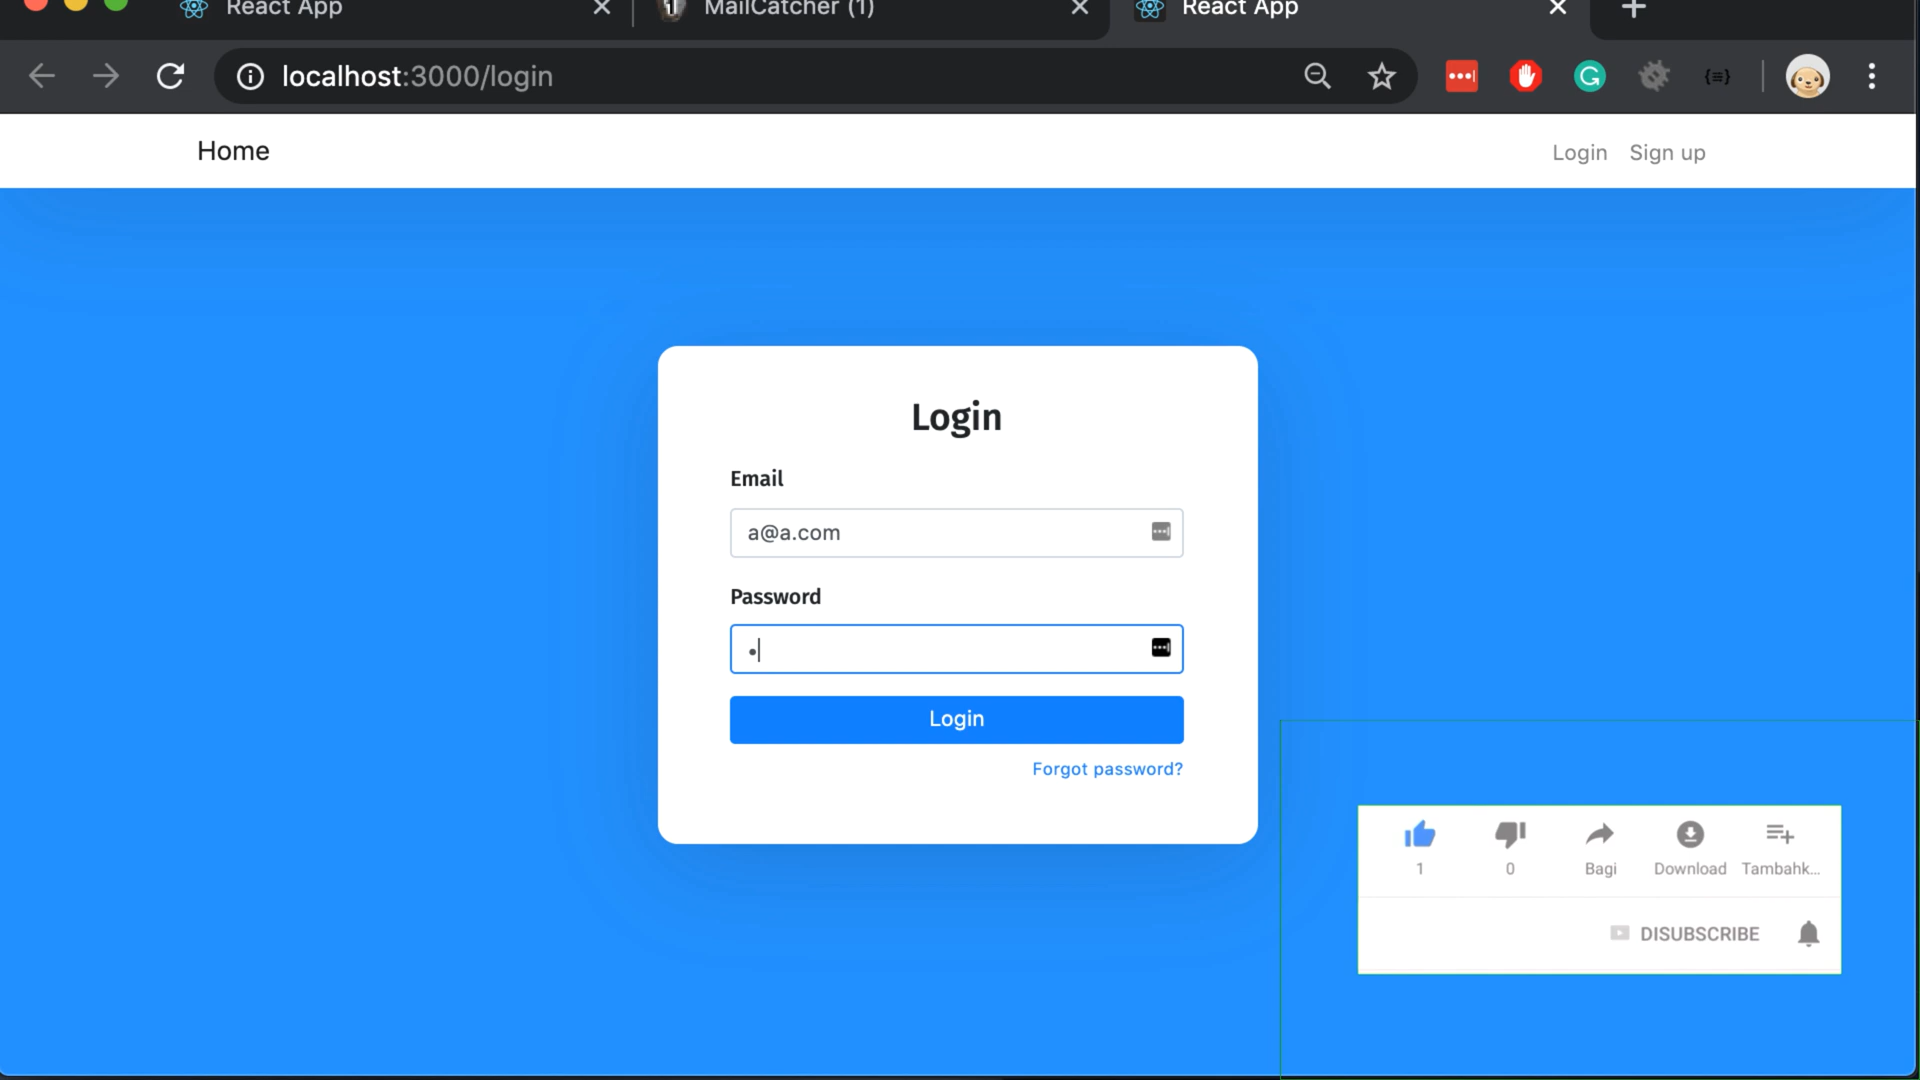 React App
MailCatcher (1)
React App
localhost:3000/login
Home
Login
Sign up
Login
Email
a@a.com
Password
Login
Forgot password?
1
0
Bagi
Download
Tambahk...
DISUBSCRIBE